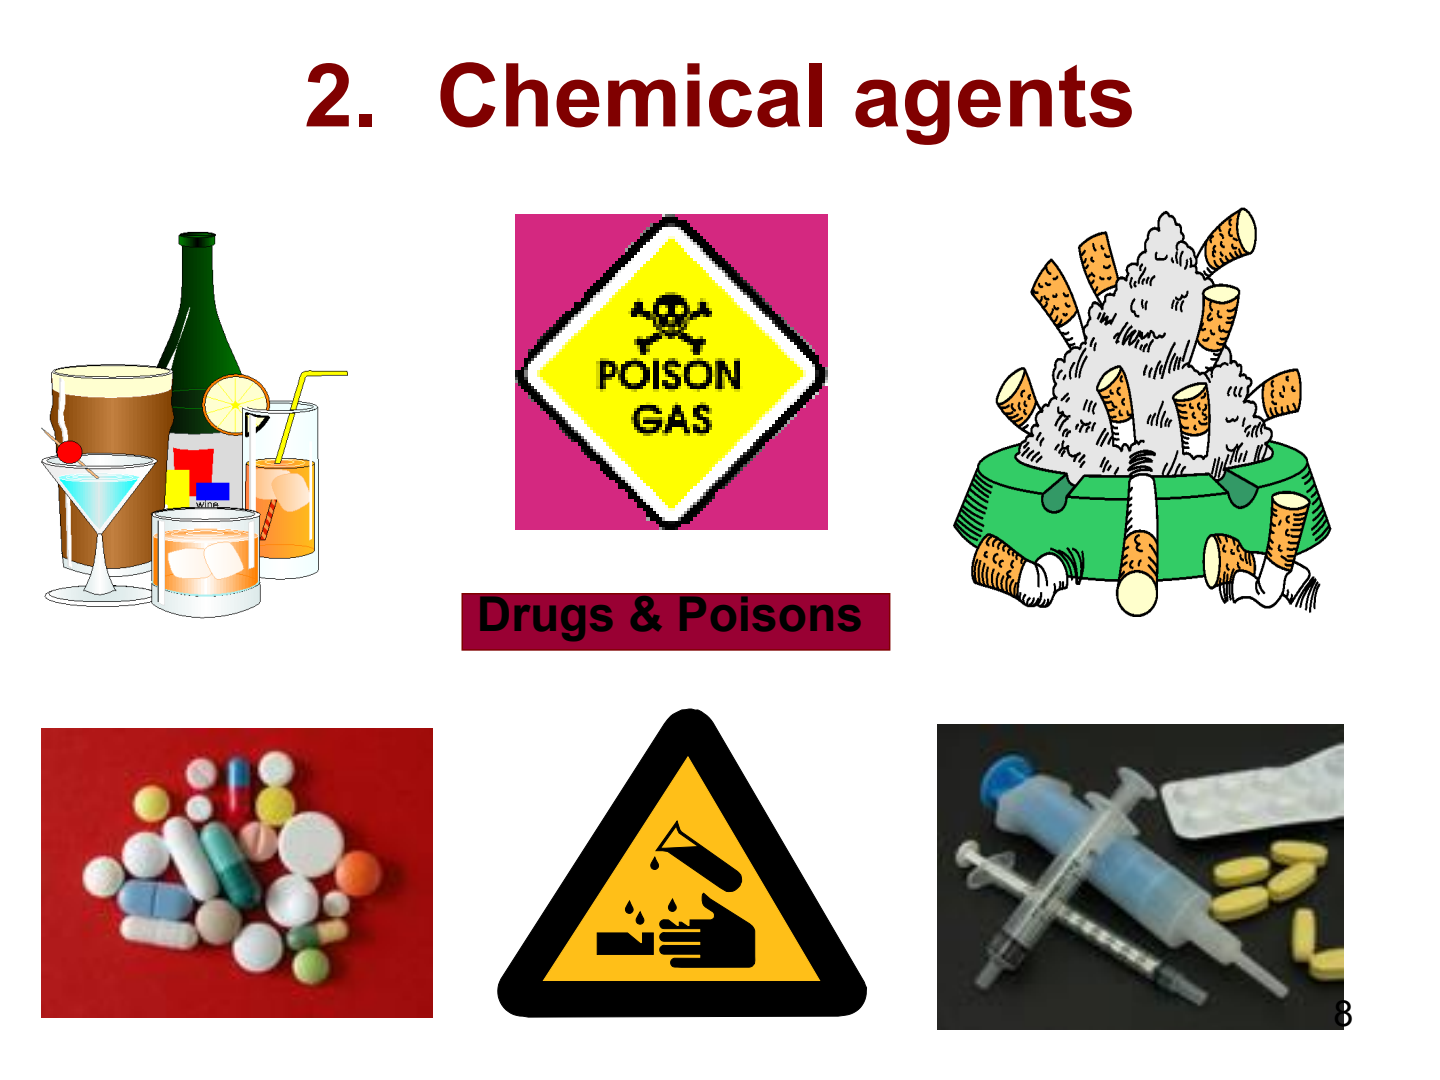 2. Chemical agents
POISON
GAS
wine
Drugs & Poisons
8